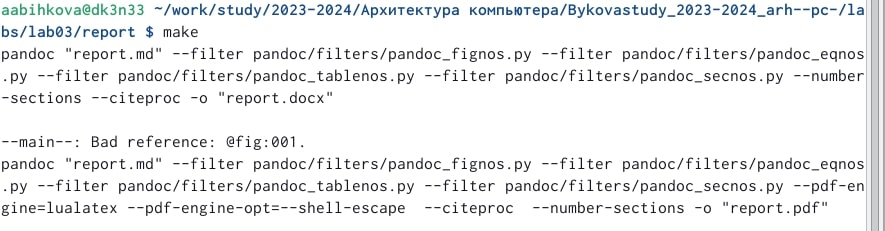 aabihkova@dk3n33 ~/work/study/2023-2024/Архитектура компьютера/Bykovastudy_2023-2024_arh--pc-/la
bs/lab03/report $ make
pandoc "report.md" --filter pandoc/filters/pandoc_fignos.py --filter pandoc/filters/pandoc_eqnos
.py --filter pandoc/filters/pandoc_tablenos.py --filter pandoc/filters/pandoc_secnos.py --number
-sections --citeproc -o "report.docx"
--main--: Bad reference: @fig:001.
pandoc "report.md" --filter pandoc/filters/pandoc_fignos.py --filter pandoc/filters/pandoc_eqnos
.py --filter pandoc/filters/pandoc_tablenos.py --filter pandoc/filters/pandoc_secnos.py --pdf-en
gine=lualatex --pdf-engine-opt=--shell-escape  --citeproc  --number-sections -o "report.pdf"